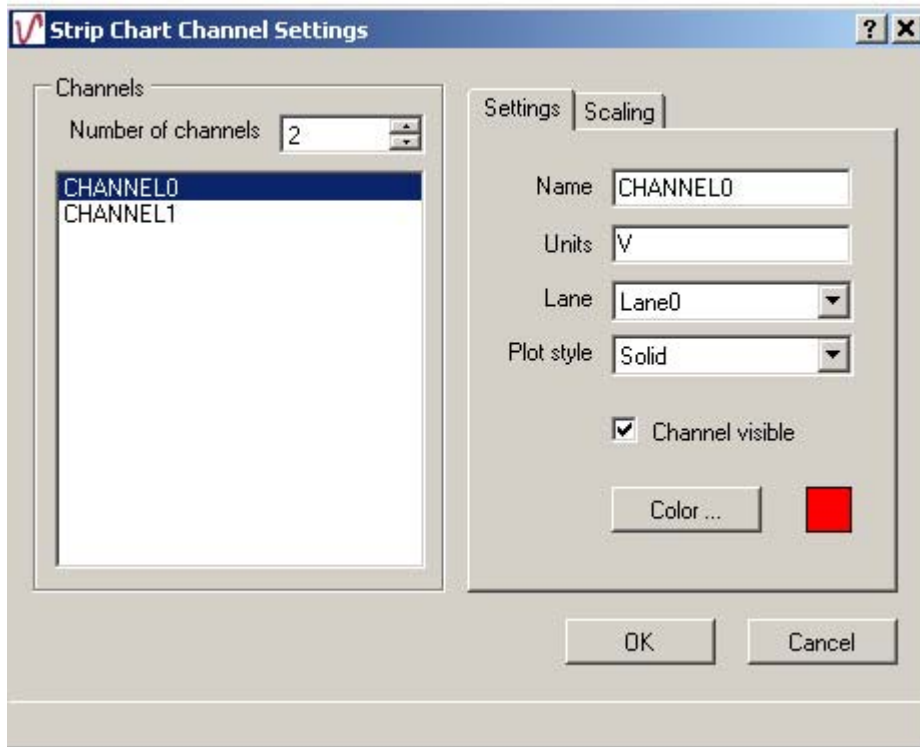 Strip Chart Channel Settings
?
Channels
Number of channels 2
CHANNEL0
CHANNEL1
Settings
Scaling
Name CHANNEL0
Units V
Lane Lane0
Plot style Solid
Channel visible
Color ...
OK
Cancel